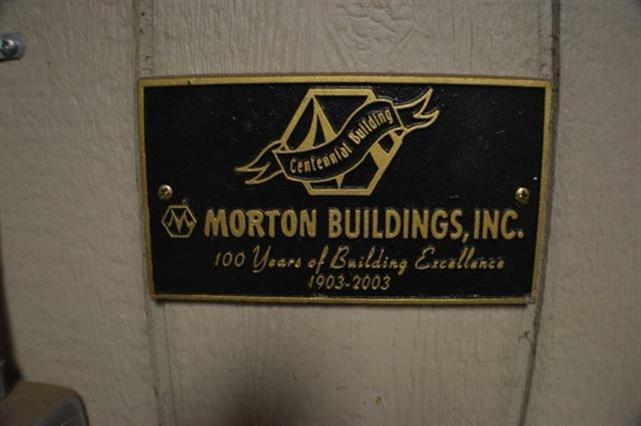 Centennial Building
M MORTON BUILDINGS, INC.
100 Years of Building Excellence
1903-2003